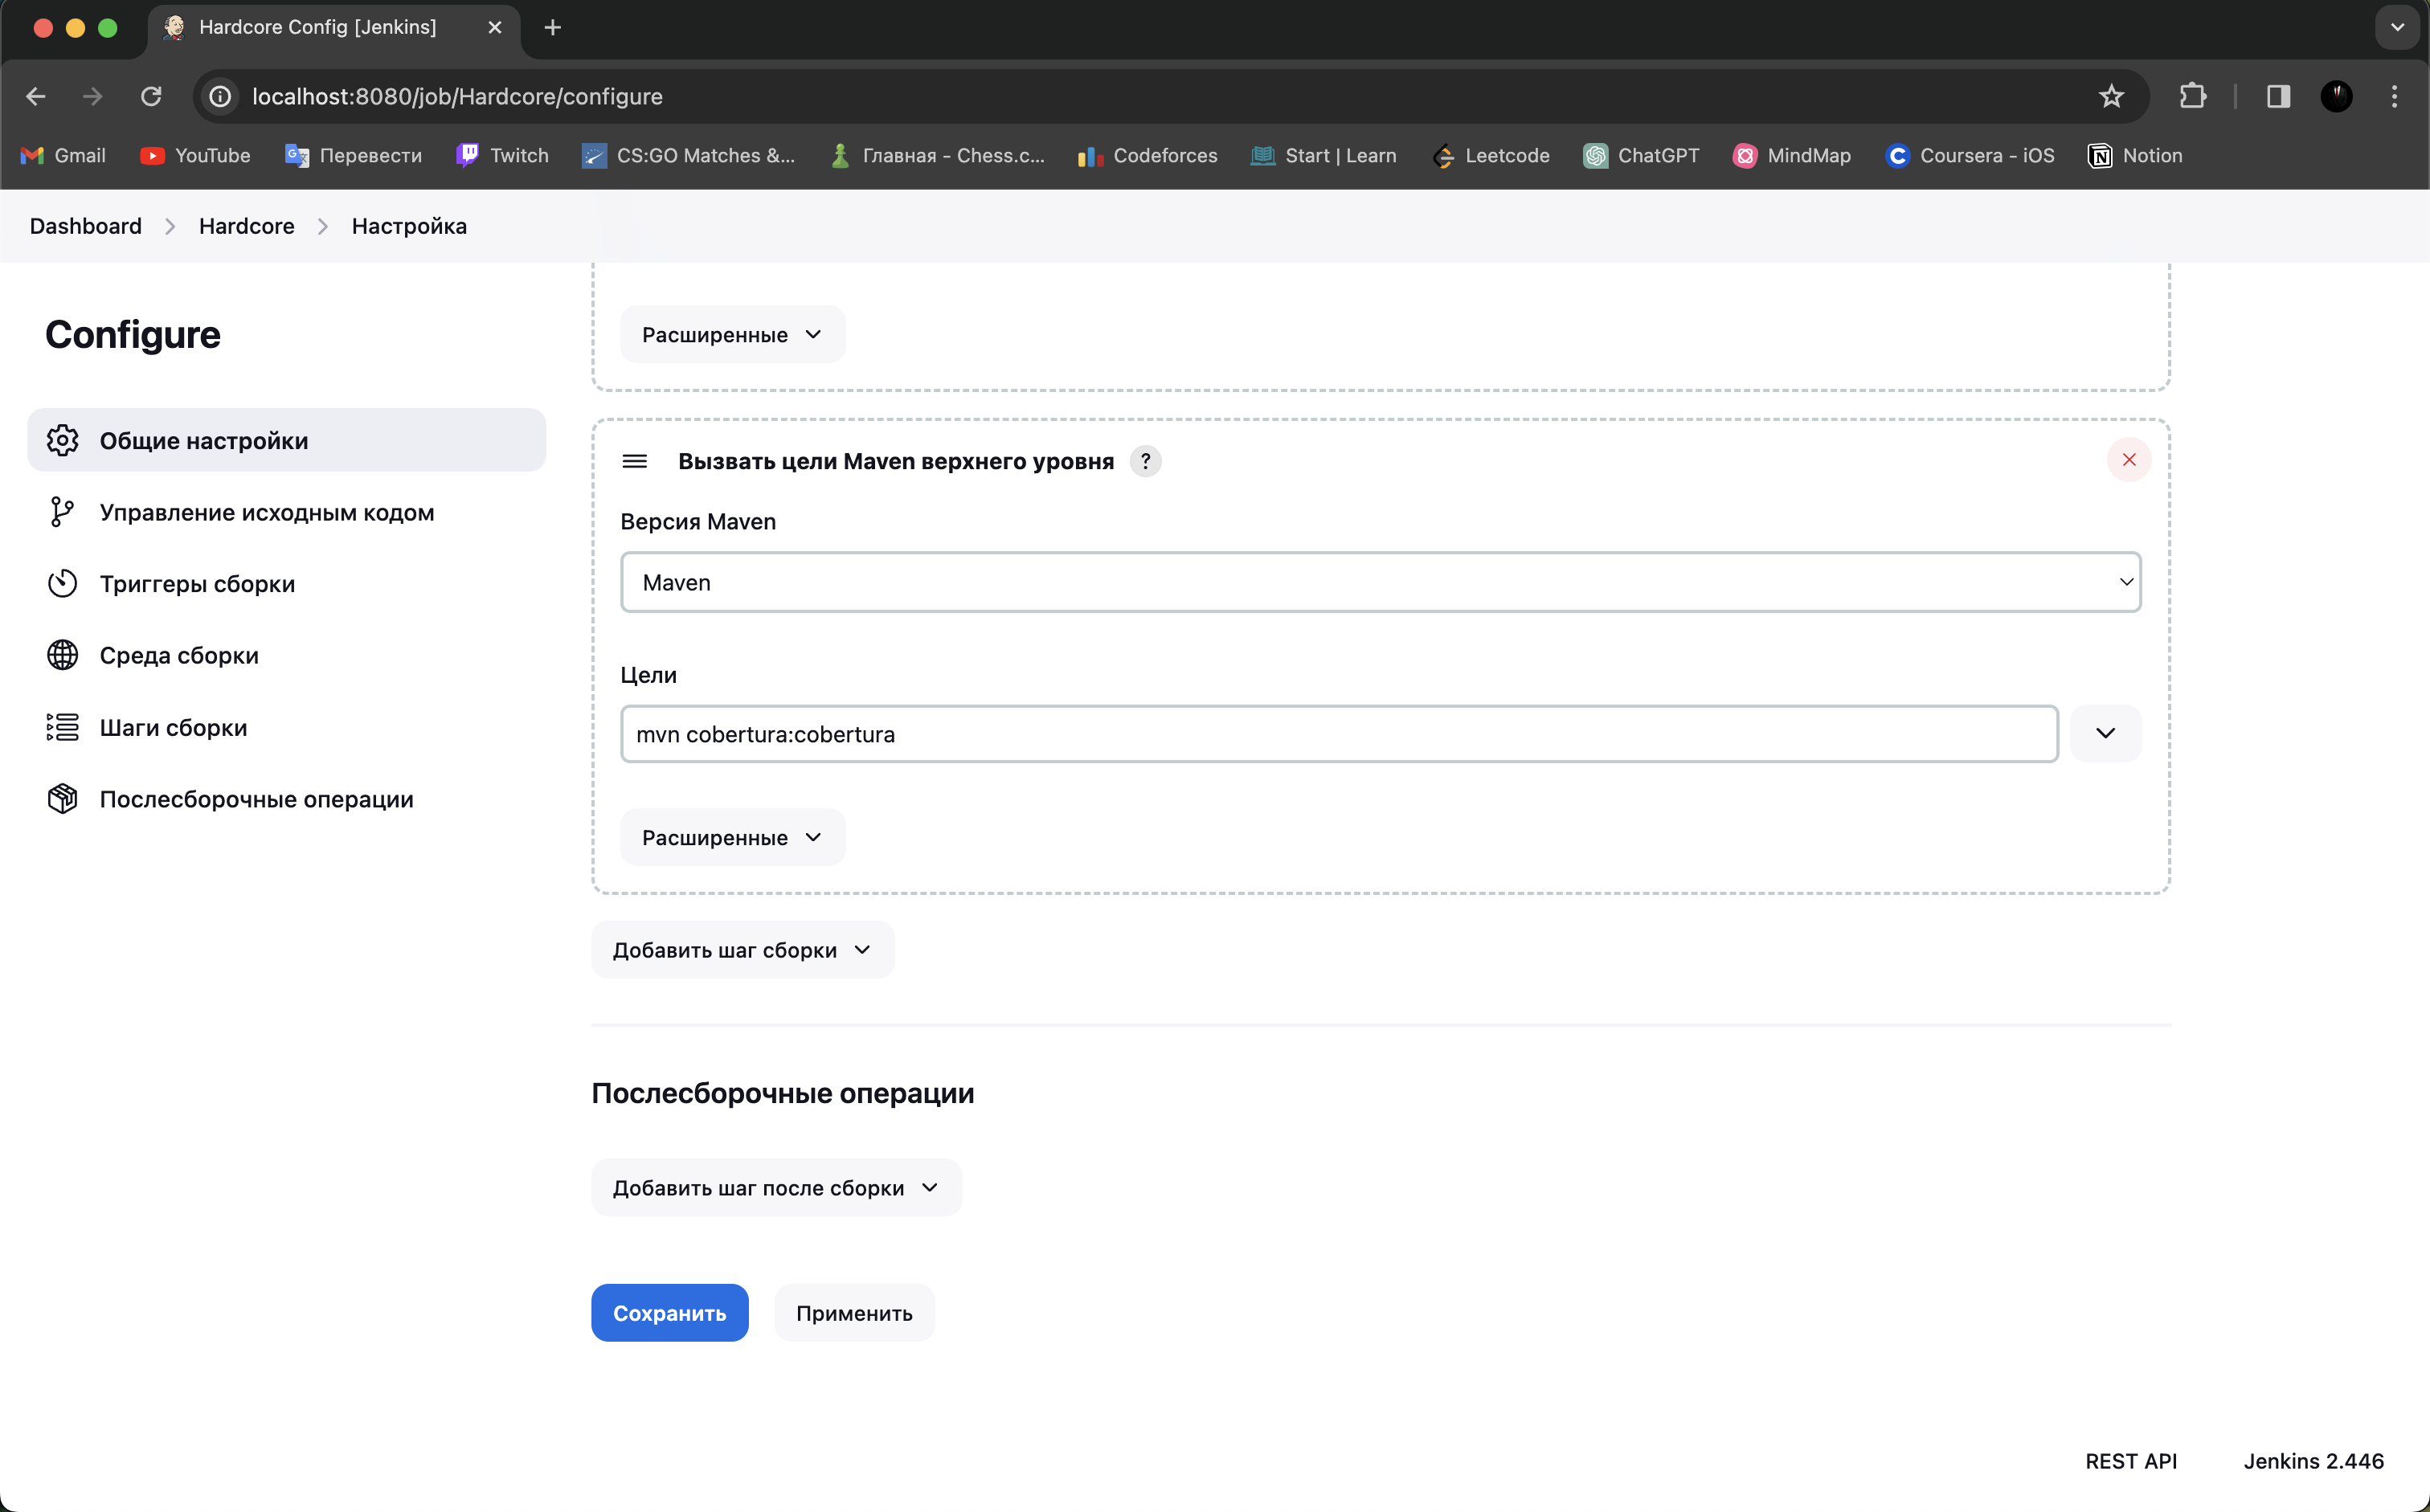 Hardcore Config [Jenkins]
localhost:8080/job/Hardcore/configure
Gmail
YouTube
Перевести
Twitch
CS:GO Matches &...
Главная - Chess.c...
Codeforces
Start | Learn
Leetcode
ChatGPT
MindMap
Coursera - iOS
Notion
Dashboard
Hardcore
Настройка
Configure
Общие настройки
Управление исходным кодом
Триггеры сборки
Среда сборки
Шаги сборки
Послесборочные операции
Расширенные
Вызвать цели Maven верхнего уровня ?
Версия Maven
Maven
Цели
mvn cobertura:cobertura
Расширенные
Добавить шаг сборки
Послесборочные операции
Добавить шаг после сборки
Сохранить
Применить
REST API
Jenkins 2.446